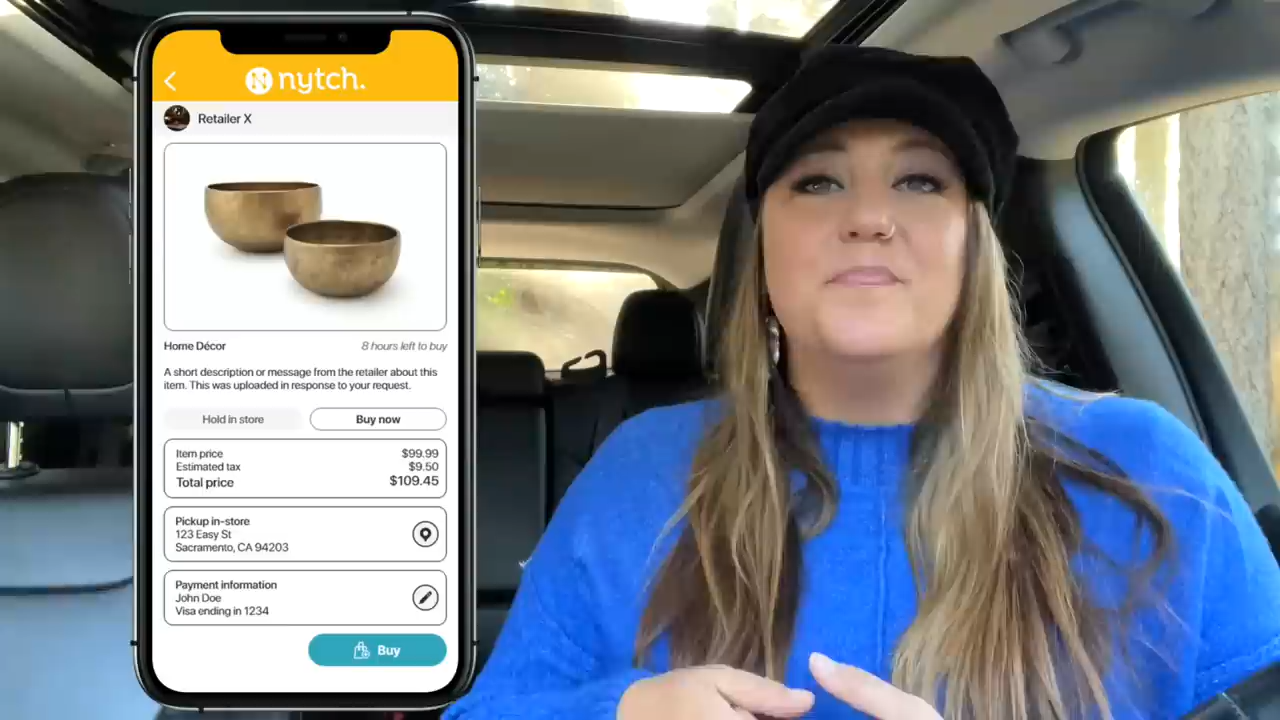 nytch.
Retailer X
Home Décor
8 hours left to buy
A short description or message from the retailer about this
item. This was uploaded in response to your request.
Hold in store
Buy now
Item price $99.99
Estimated tax $9.50
Total price $109.45
Pickup in-store
123 Easy St
Sacramento, CA 94203
Payment information
John Doe
Visa ending in 1234
Buy